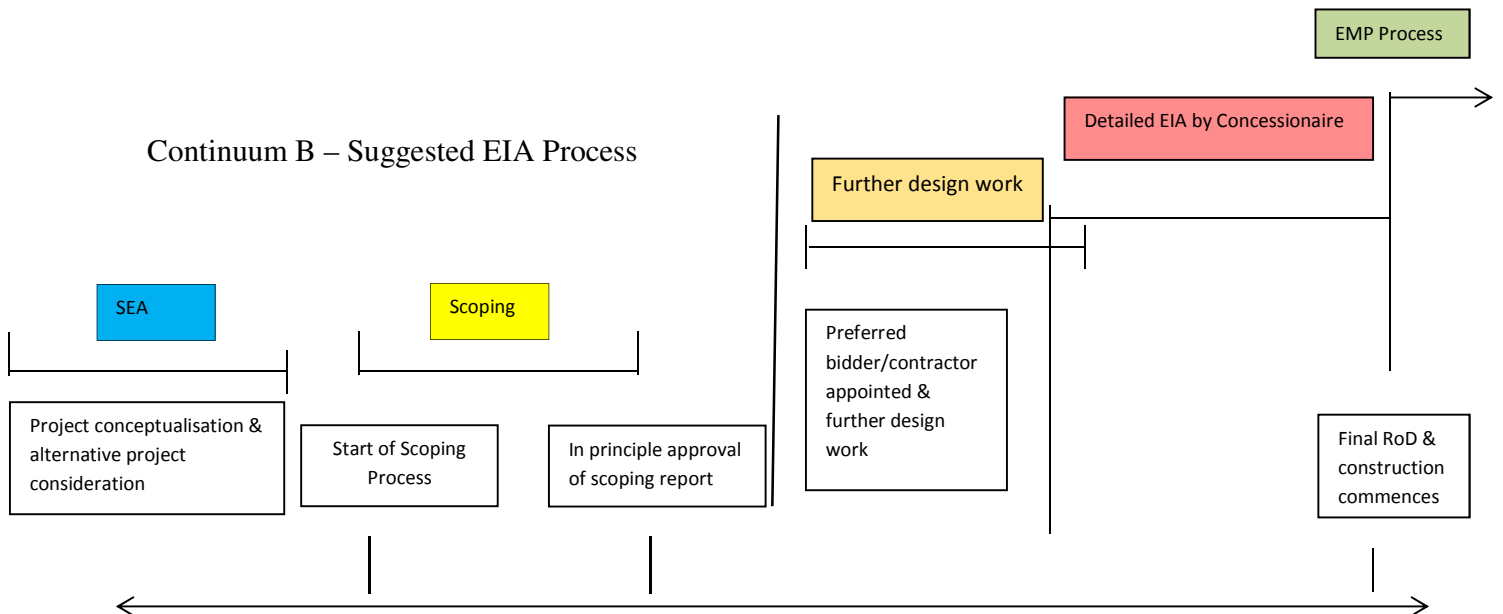 EMP Process
Detailed EIA by Concessionaire
Continuum B – Suggested EIA Process
Further design work
SEA
Scoping
Project conceptualisation &
alternative project
consideration
Start of Scoping
Process
In principle approval
of scoping report
Preferred
bidder/contractor
appointed &
further design
work
Final RoD &
construction
commences